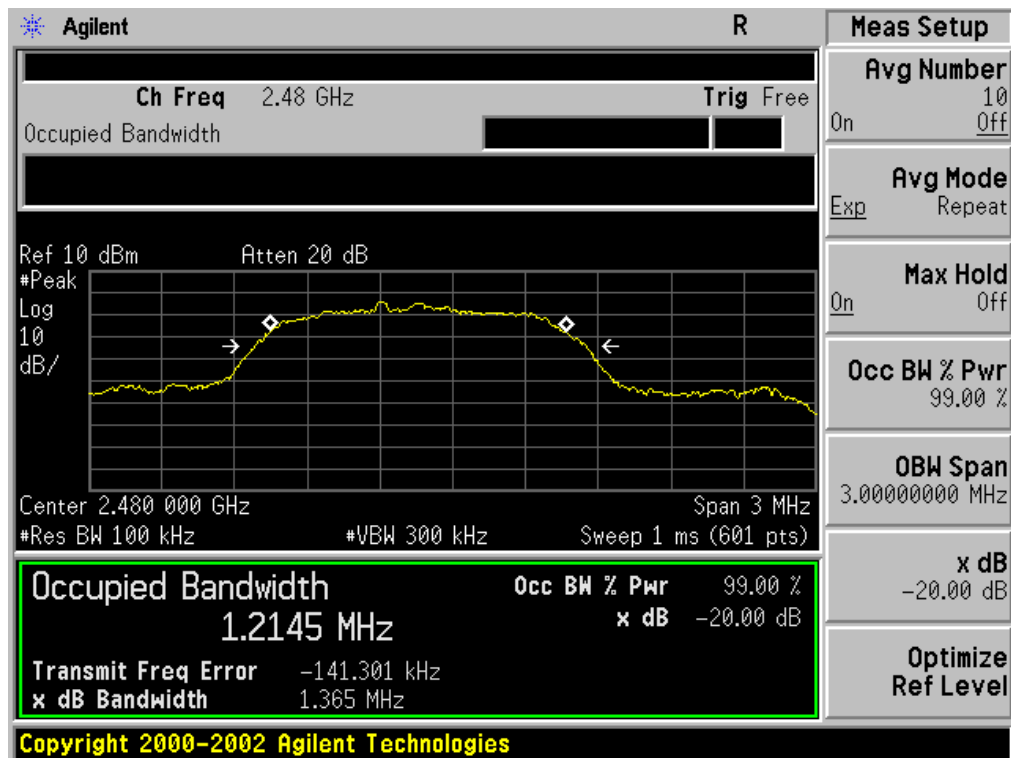 Agilent R Meas Setup
Ch Freq 2.48 GHz Trig Free
Occupied Bandwidth
Ref 10 dBm Atten 20 dB
#Peak
Log
10
dB/
Center 2.480 000 GHz Span 3 MHz
#Res BW 100 kHz #VBW 300 kHz Sweep 1 ms (601 pts)
Occupied Bandwidth Occ BW % Pwr 99.00 %
1.2145 MHz x dB -20.00 dB
Transmit Freq Error -141.301 kHz
x dB Bandwidth 1.365 MHz
Avg Number
10
On Off
Avg Mode
Exp Repeat
Max Hold
On Off
Occ BW % Pwr
99.00 %
OBW Span
3.00000000 MHz
x dB
-20.00 dB
Optimize
Ref Level
Copyright 2000-2002 Agilent Technologies